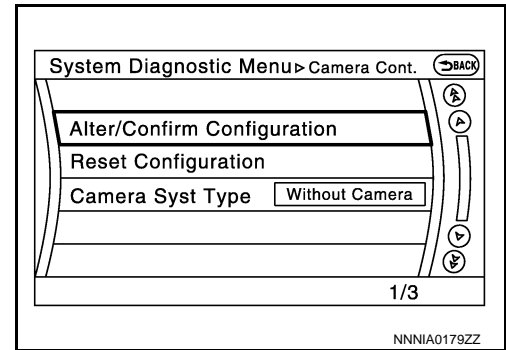 System Diagnostic Menu▷Camera Cont. BACK
Alter/Confirm Configuration
Reset Configuration
Camera Syst Type Without Camera
1/3
NNNIA0179ZZ